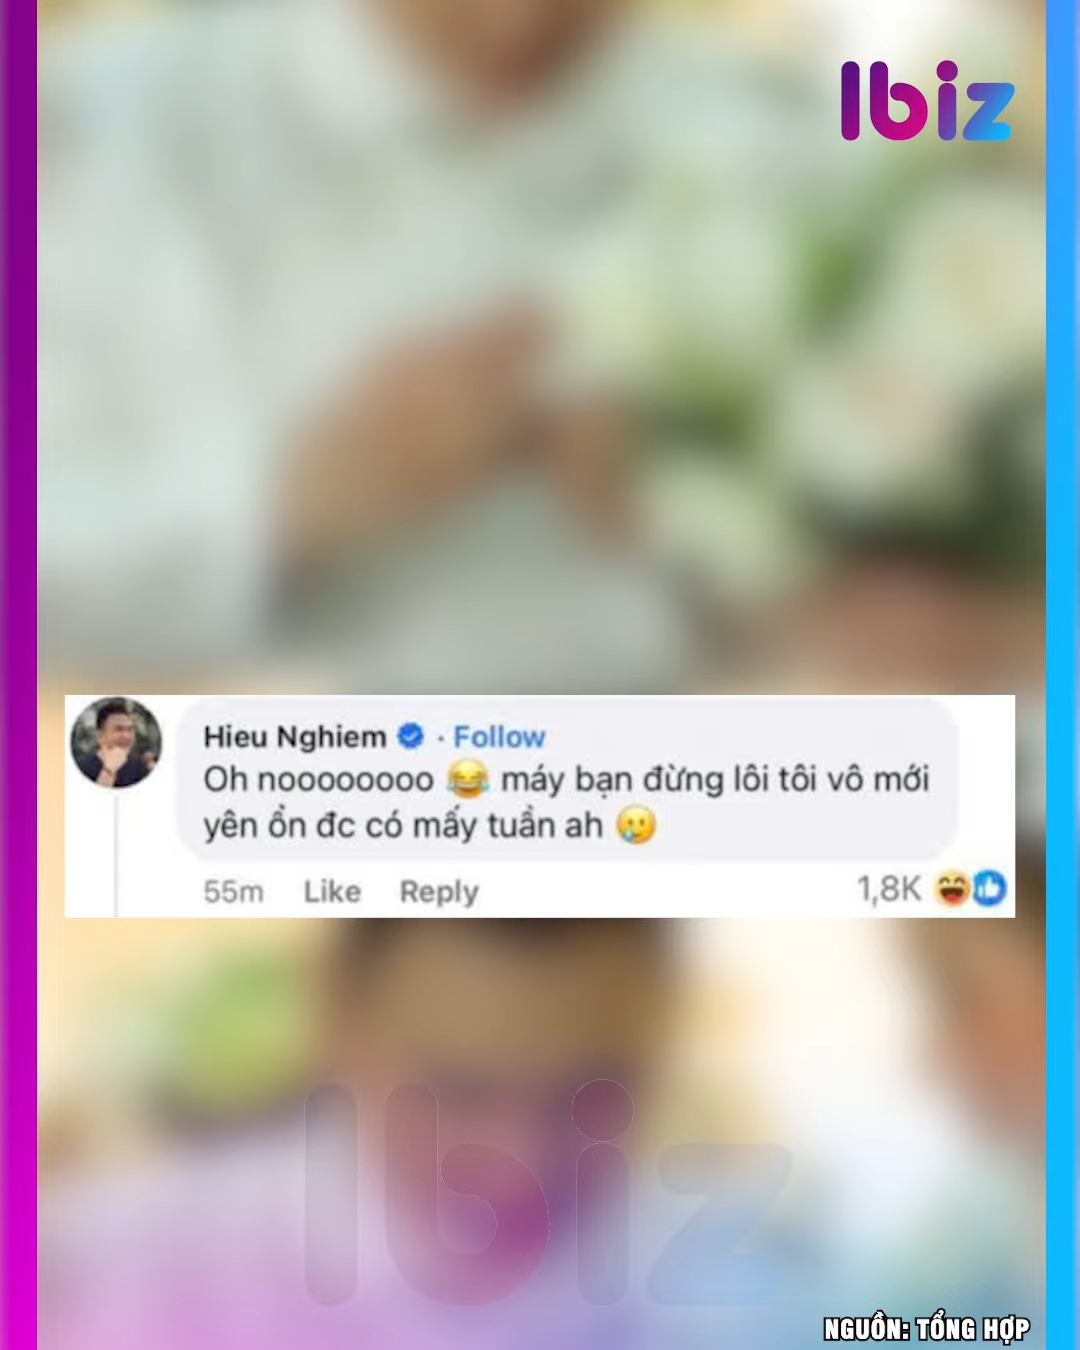 Ibiz
Hieu Nghiem · Follow
Oh nooooooooo 😂 máy bạn đừng lôi tôi vô mới
yên ổn đc có mấy tuần ah 🥲
55m Like Reply 1,8K
Ibiz
NGUỒN: TỔNG HỢP